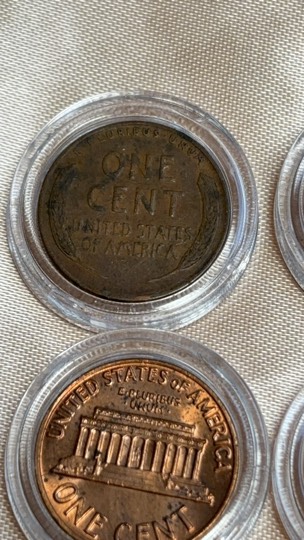 E·PLURIBUS·UNUM
ONE
CENT
UNITED STATES
OF AMERICA
UNITED STATES OF AMERICA
E·PLURIBUS
UNUM
ONE CENT